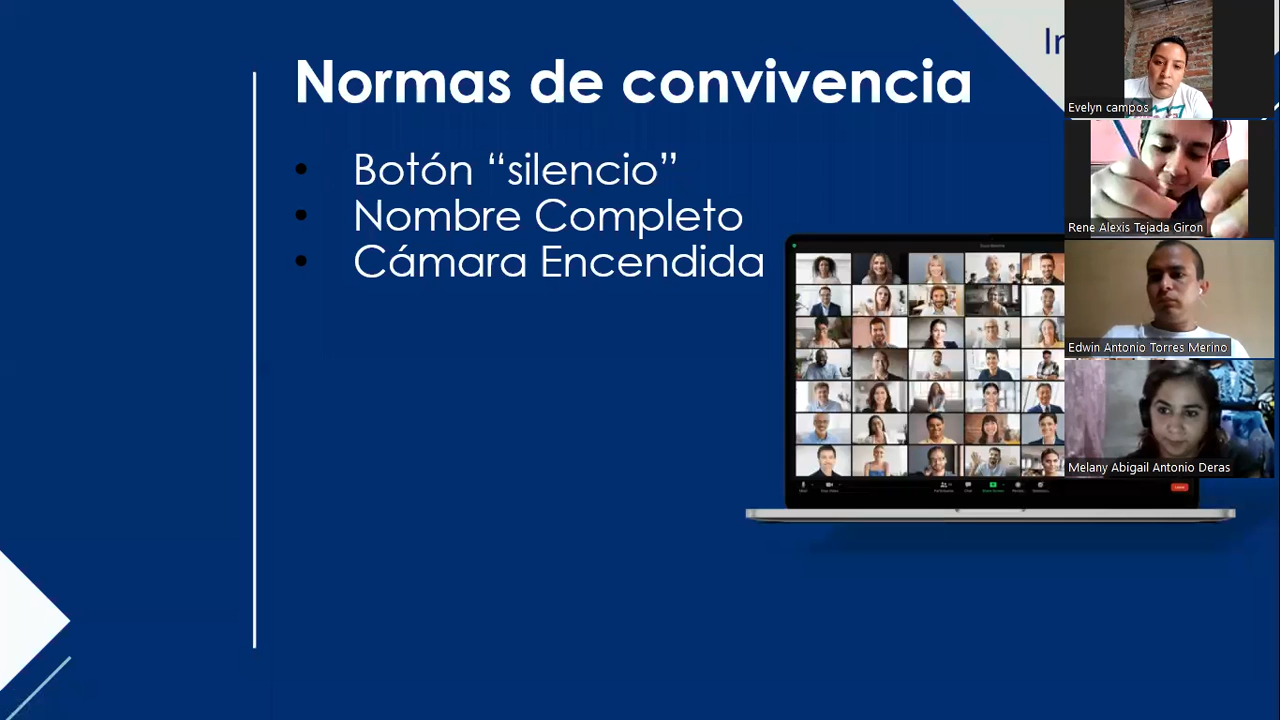 Normas de convivencia
• Botón “silencio”
• Nombre Completo
• Cámara Encendida
Evelyn campos
Rene Alexis Tejada Giron
Edwin Antonio Torres Merino
Melany Abigail Antonio Deras